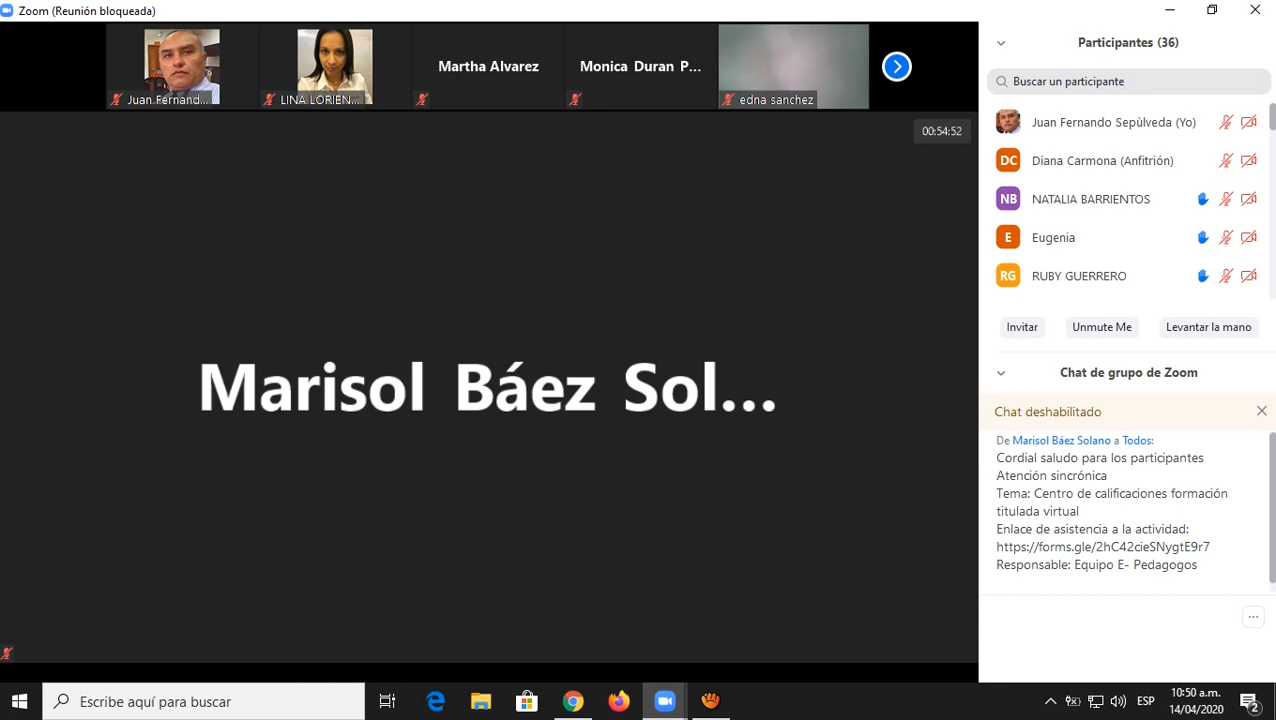 Zoom (Reunión bloqueada)
Juan Fernand...
LINA LORIEN...
Martha Alvarez
Monica Duran P...
edna sanchez
00:54:52
Marisol Báez Sol...
Participantes (36)
Buscar un participante
Juan Fernando Sepùlveda (Yo)
DC Diana Carmona (Anfitrión)
NB NATALIA BARRIENTOS
E Eugenia
RG RUBY GUERRERO
Invitar Unmute Me Levantar la mano
Chat de grupo de Zoom
Chat deshabilitado
De Marisol Báez Solano a Todos:
Cordial saludo para los participantes
Atención sincrónica
Tema: Centro de calificaciones formación
titulada virtual
Enlace de asistencia a la actividad:
https://forms.gle/2hC42cieSNygtE9r7
Responsable: Equipo E- Pedagogos
Escribe aquí para buscar
ESP
10:50 a.m.
14/04/2020
2